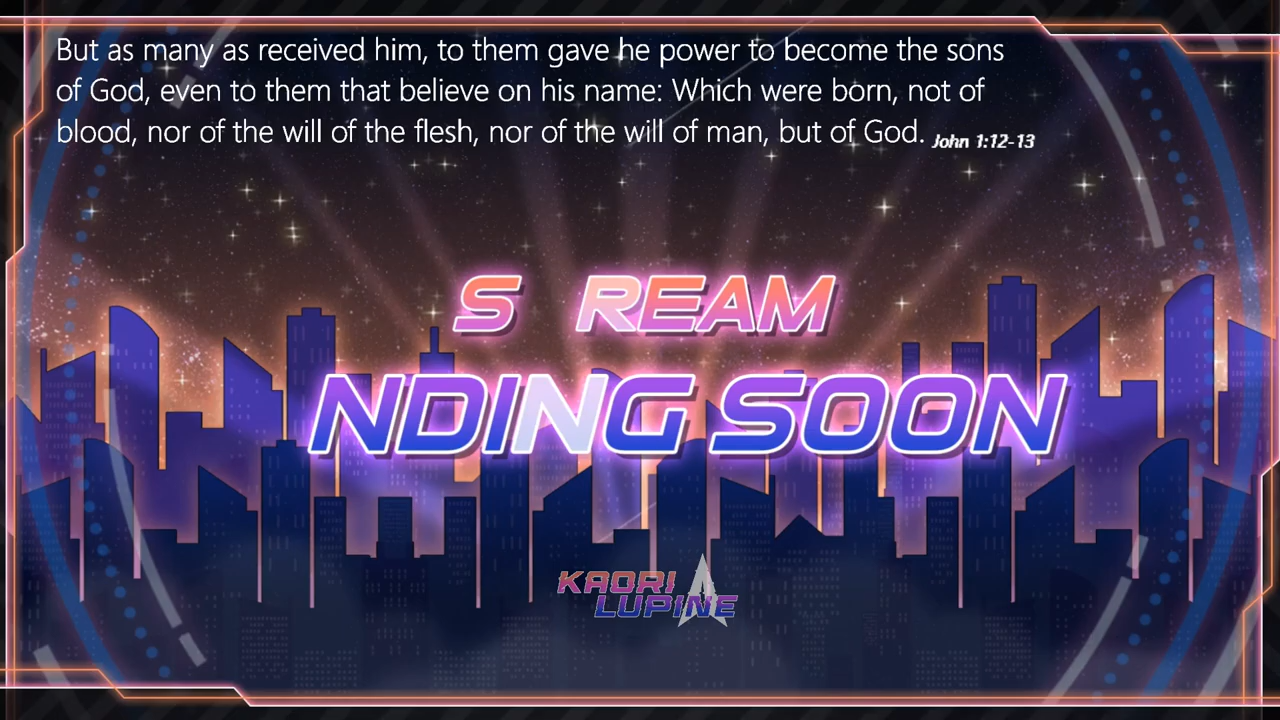 But as many as received him, to them gave he power to become the sons
of God, even to them that believe on his name: Which were born, not of
blood, nor of the will of the flesh, nor of the will of man, but of God. John 1:12-13
S REAM
NDING SOON
KAORI
LUPINE